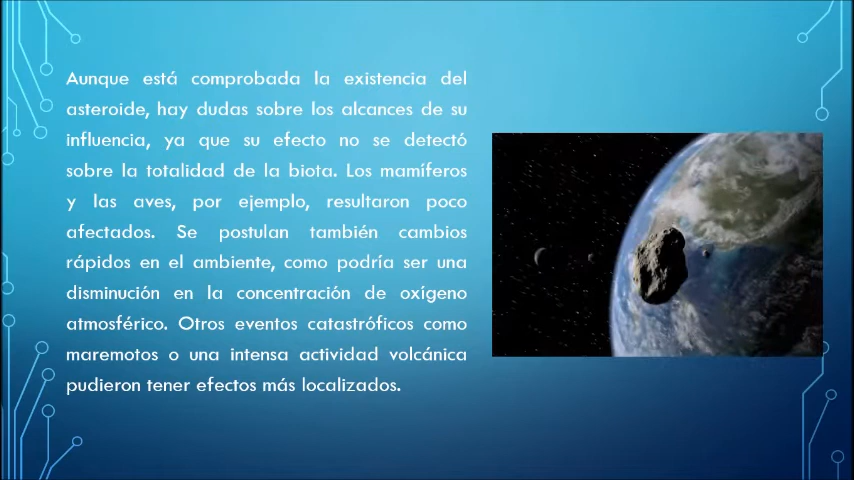 Aunque está comprobada la existencia del
asteroide, hay dudas sobre los alcances de su
influencia, ya que su efecto no se detectó
sobre la totalidad de la biota. Los mamíferos
y las aves, por ejemplo, resultaron poco
afectados. Se postulan también cambios
rápidos en el ambiente, como podría ser una
disminución en la concentración de oxígeno
atmosférico. Otros eventos catastróficos como
maremotos o una intensa actividad volcánica
pudieron tener efectos más localizados.